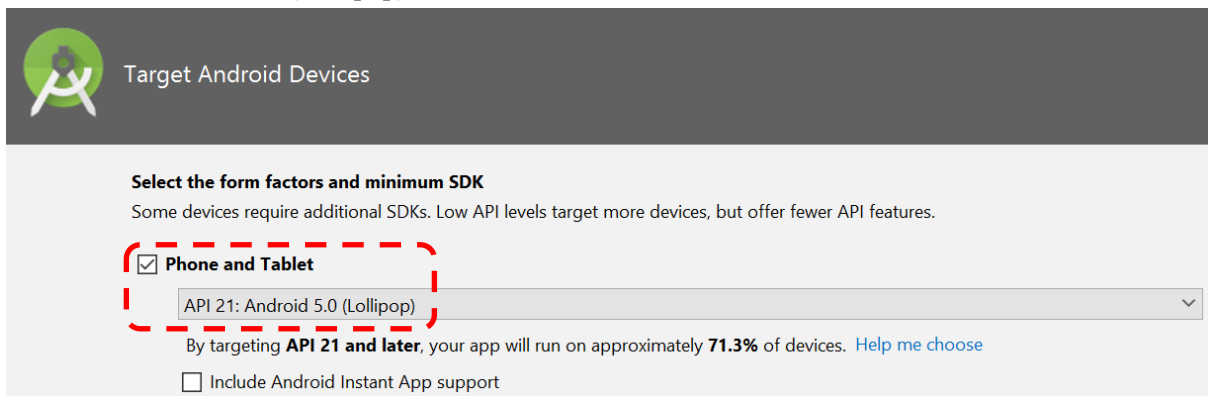 Target Android Devices
Select the form factors and minimum SDK
Some devices require additional SDKs. Low API levels target more devices, but offer fewer API features.
Phone and Tablet
API 21: Android 5.0 (Lollipop)
By targeting API 21 and later, your app will run on approximately 71.3% of devices. Help me choose
Include Android Instant App support